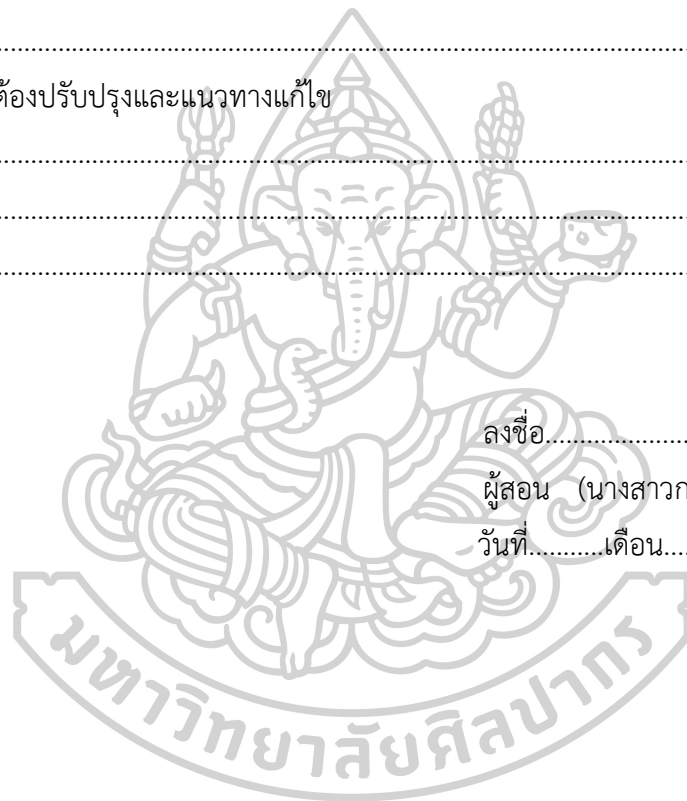 ................................................................................................
ต้องปรับปรุงและแนวทางแก้ไข
................................................................................................
................................................................................................
................................................................................................
ลงชื่อ.....................
ผู้สอน (นางสาวก
วันที่...........เดือน.....
มหาวิทยาลัยศิลปากร